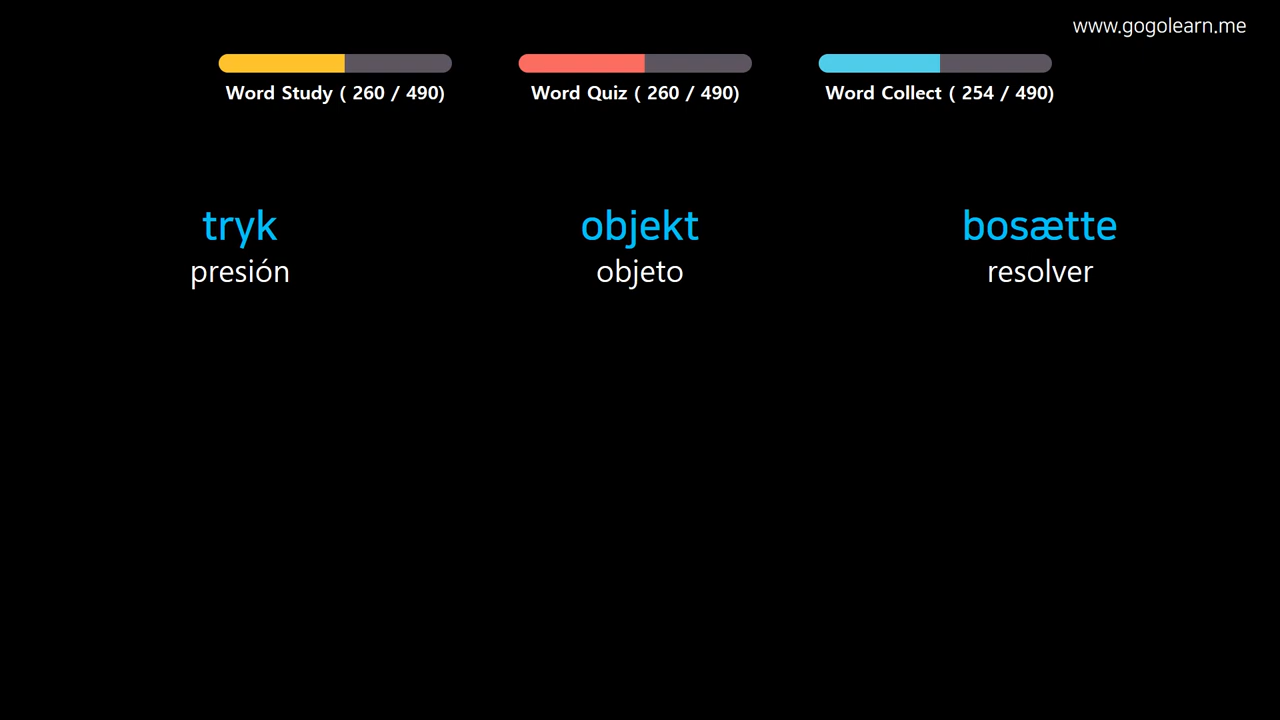 www.gogolearn.me
Word Study ( 260 / 490)
Word Quiz ( 260 / 490)
Word Collect ( 254 / 490)
tryk
presión
objekt
objeto
bosætte
resolver